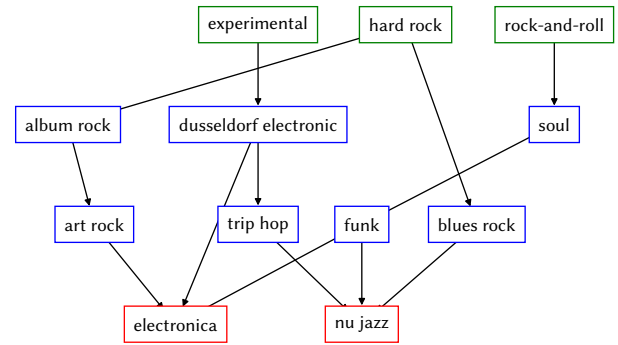 experimental
hard rock
rock-and-roll
album rock
dusseldorf electronic
soul
art rock
trip hop
funk
blues rock
electronica
nu jazz